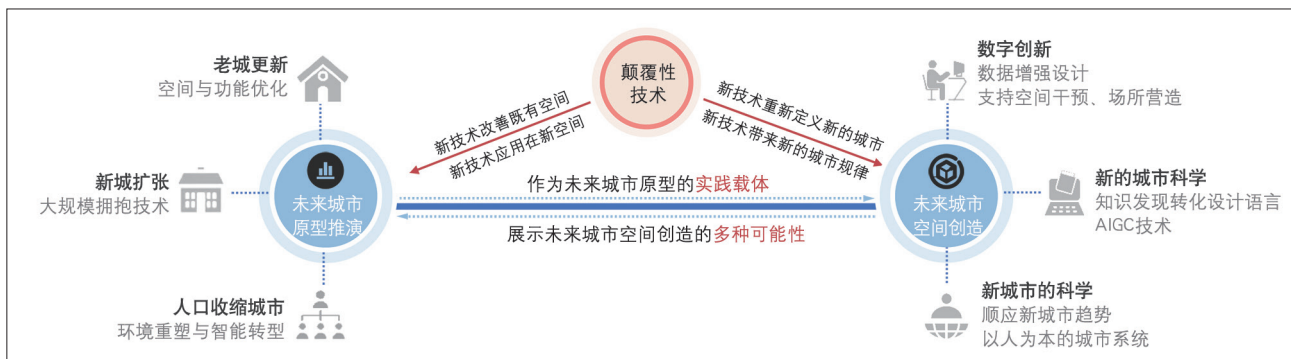 老城更新
空间与功能优化
新城扩张
大规模拥抱技术
人口收缩城市
环境重塑与智能转型
未来城市
原型推演
颠覆性
技术
新技术改善既有空间
新技术应用在新空间
新技术重新定义新的城市
新技术带来新的城市规律
作为未来城市原型的实践载体
展示未来城市空间创造的多种可能性
未来城市
空间创造
数字创新
数据增强设计
支持空间干预、场所营造
新的城市科学
知识发现转化设计语言
AIGC技术
新城市的科学
顺应新城市趋势
以人为本的城市系统